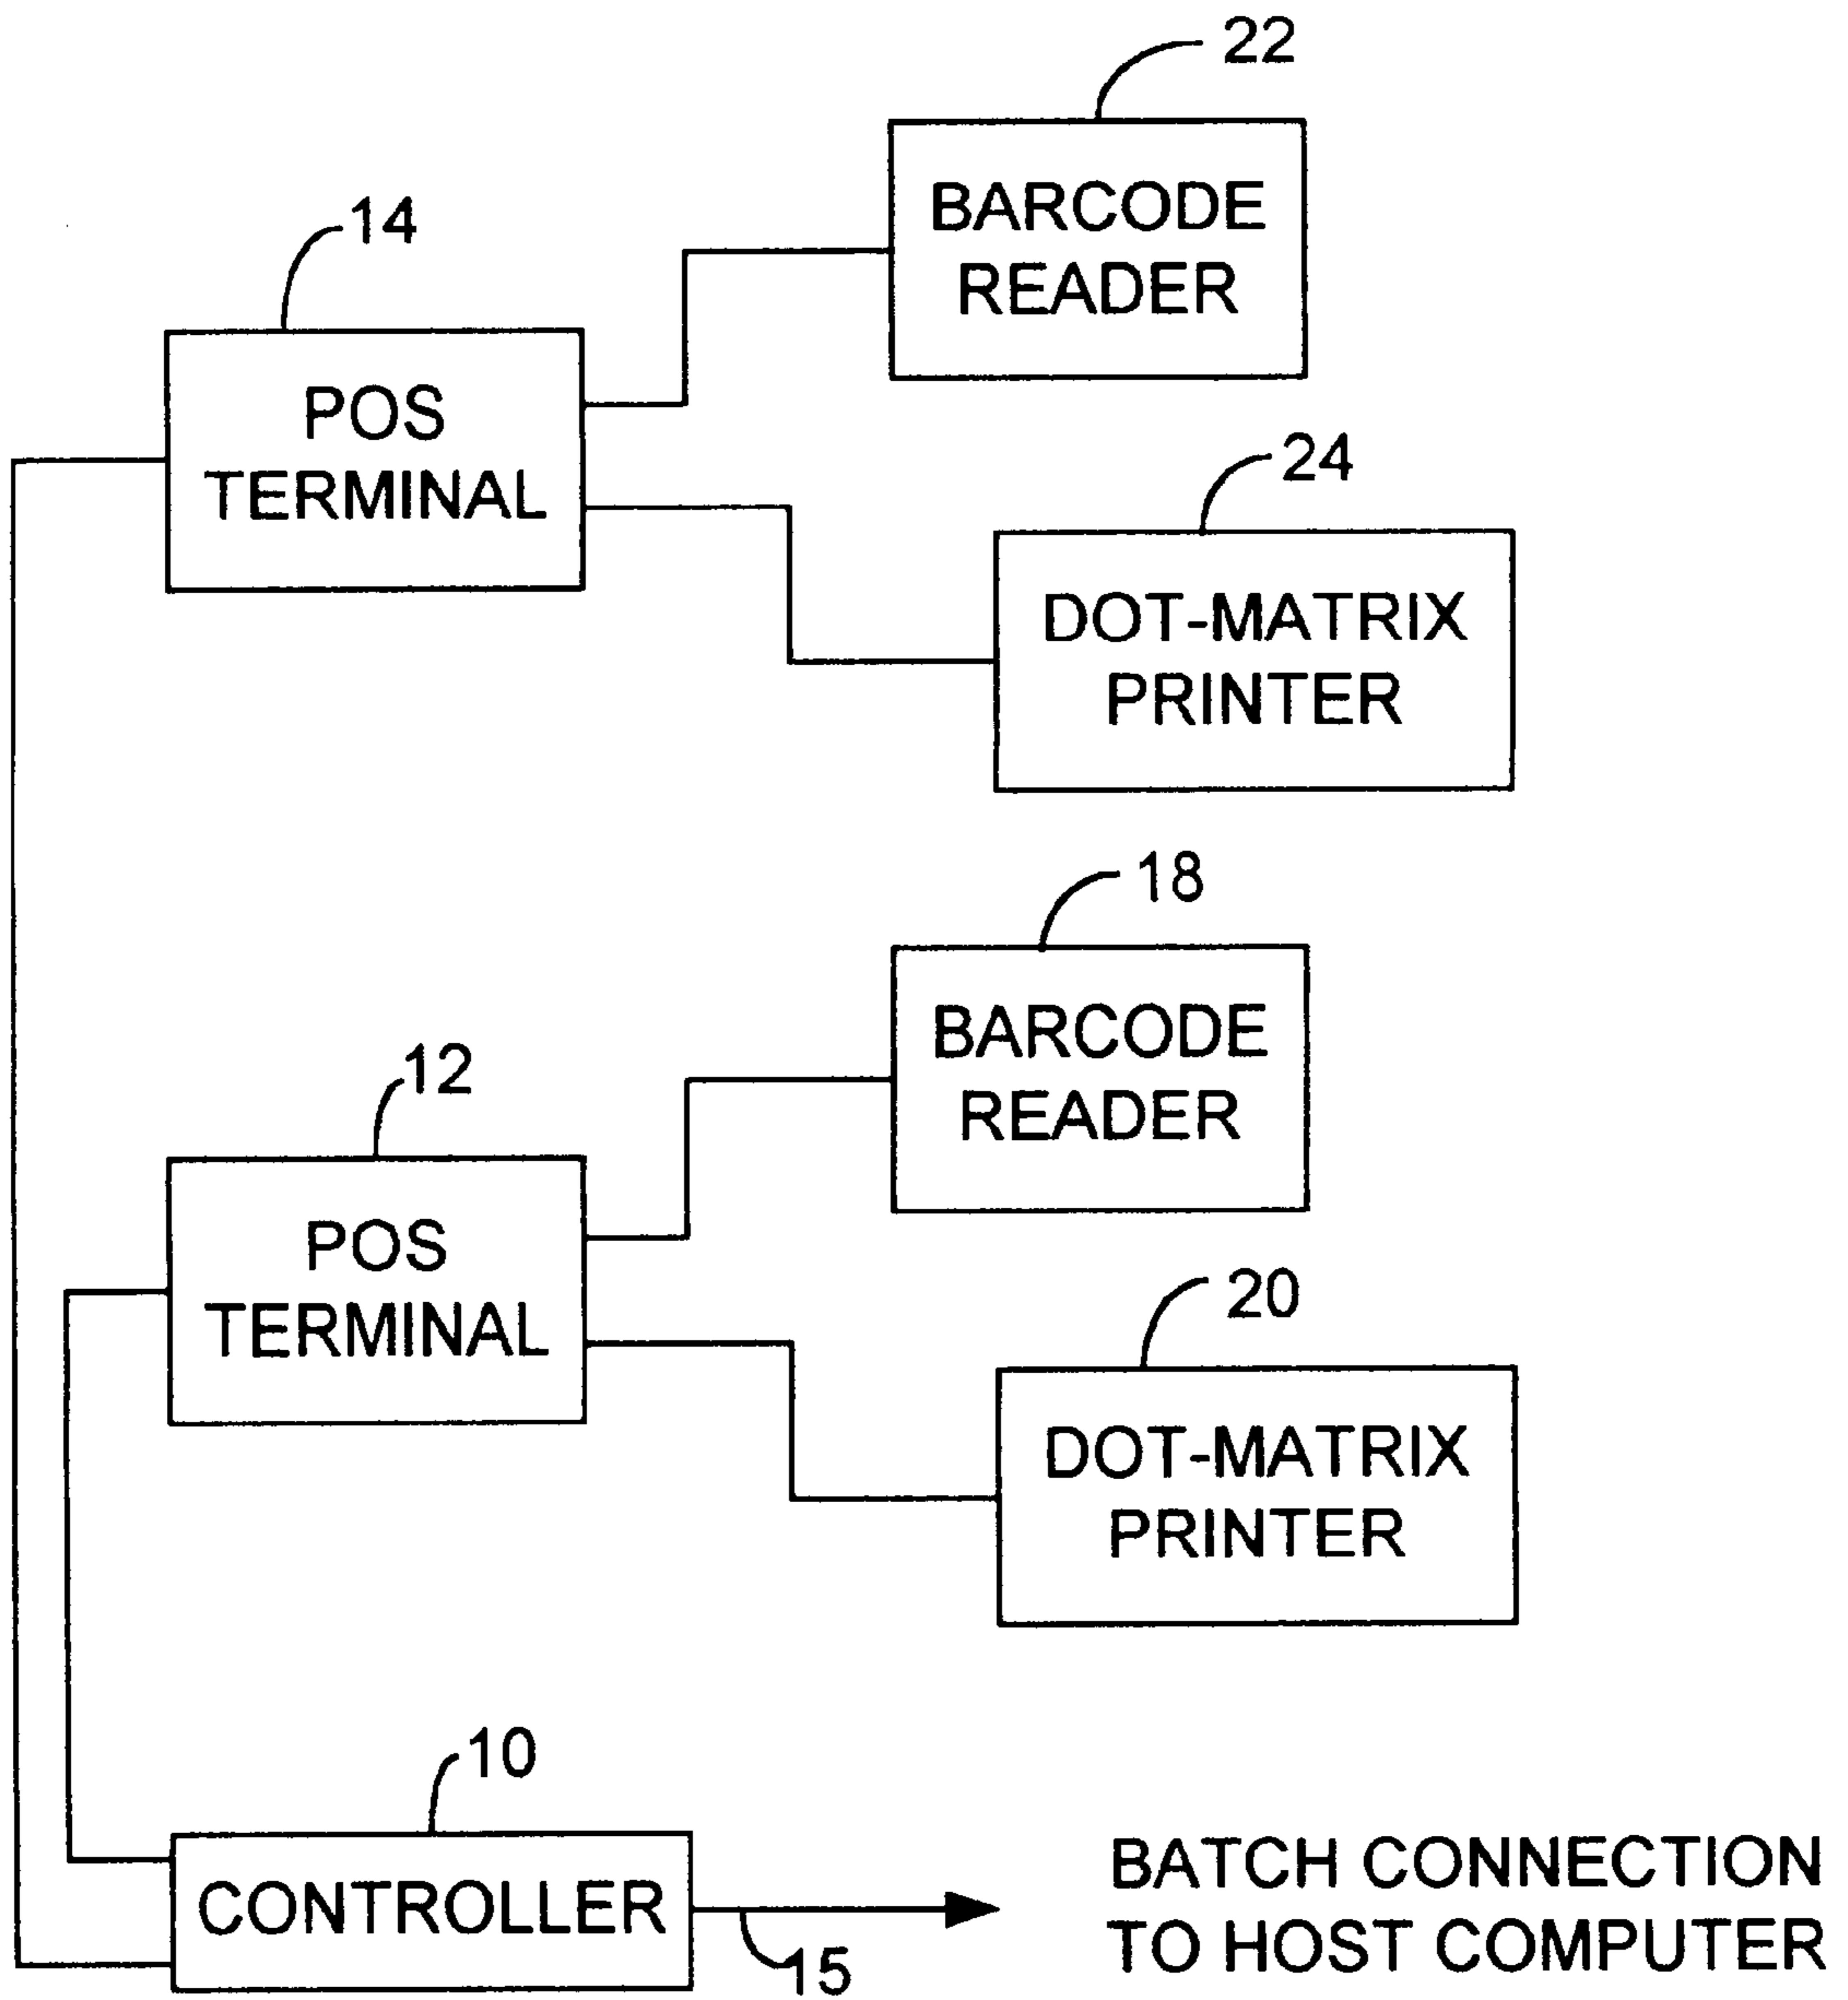 22
BARCODE
READER
14
POS
TERMINAL
24
DOT-MATRIX
PRINTER
18
BARCODE
READER
12
POS
TERMINAL
20
DOT-MATRIX
PRINTER
10
CONTROLLER
15
BATCH CONNECTION
TO HOST COMPUTER